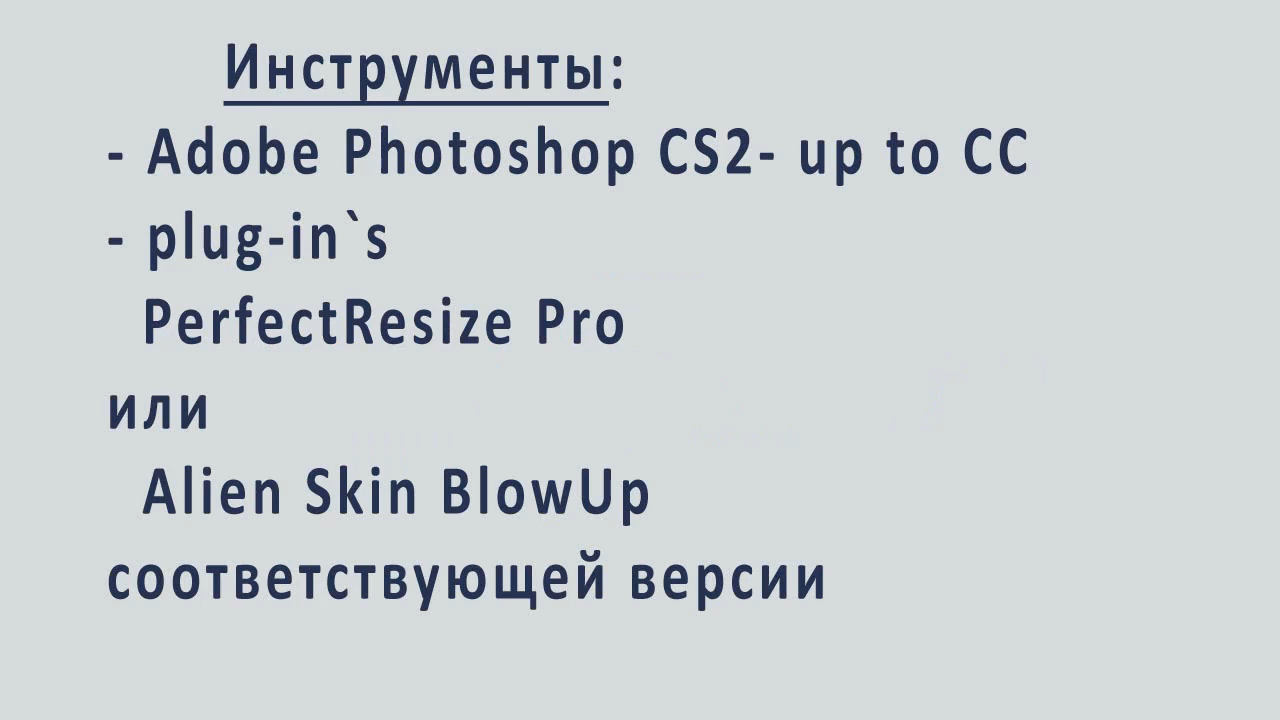 Инструменты:
- Adobe Photoshop CS2- up to CC
- plug-in`s
PerfectResize Pro
или
Alien Skin BlowUp
соответствующей версии